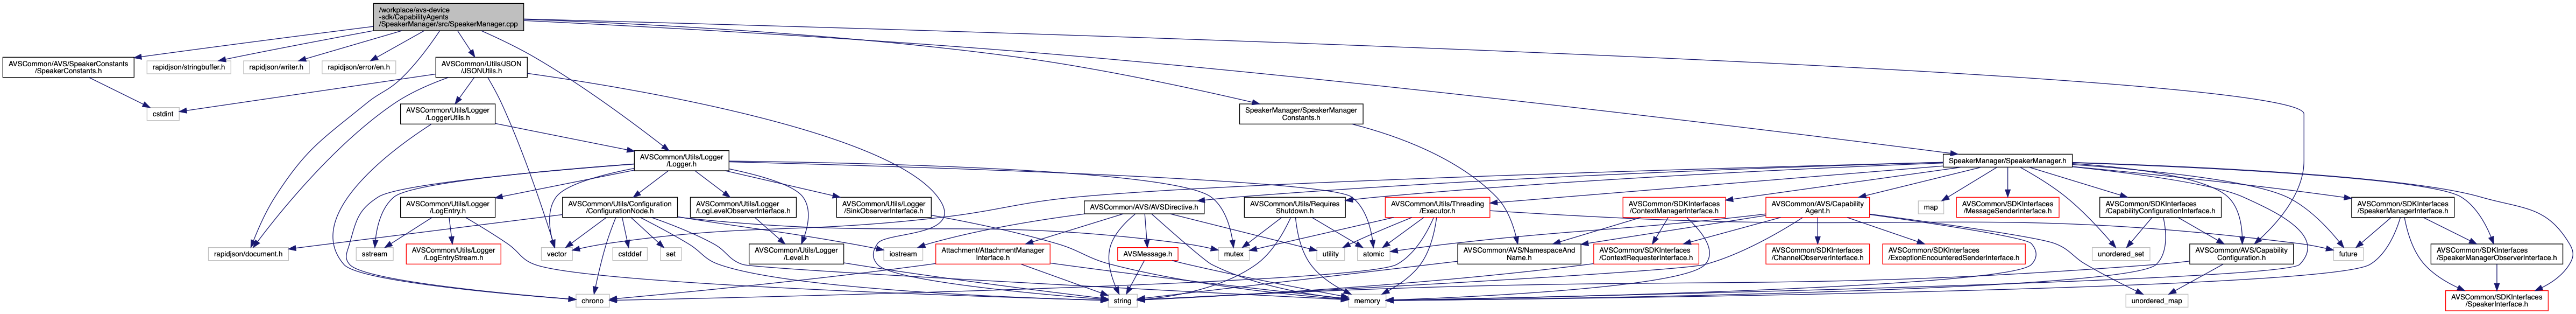 /workplace/avs-device
-sdk/CapabilityAgents
/SpeakerManager/src/SpeakerManager.cpp
AVSCommon/AVS/SpeakerConstants
/SpeakerConstants.h
rapidjson/stringbuffer.h
rapidjson/writer.h
rapidjson/error/en.h
AVSCommon/Utils/JSON
/JSONUtils.h
cstdint
AVSCommon/Utils/Logger
/LoggerUtils.h
SpeakerManager/SpeakerManager
Constants.h
AVSCommon/Utils/Logger
/Logger.h
SpeakerManager/SpeakerManager.h
AVSCommon/Utils/Logger
/LogEntry.h
AVSCommon/Utils/Configuration
/ConfigurationNode.h
AVSCommon/Utils/Logger
/LogLevelObserverInterface.h
AVSCommon/Utils/Logger
/SinkObserverInterface.h
AVSCommon/AVS/AVSDirective.h
AVSCommon/Utils/Requires
Shutdown.h
AVSCommon/Utils/Threading
/Executor.h
AVSCommon/SDKInterfaces
/ContextManagerInterface.h
AVSCommon/AVS/Capability
Agent.h
map
AVSCommon/SDKInterfaces
/MessageSenderInterface.h
AVSCommon/SDKInterfaces
/CapabilityConfigurationInterface.h
AVSCommon/SDKInterfaces
/SpeakerManagerInterface.h
rapidjson/document.h
sstream
AVSCommon/Utils/Logger
/LogEntryStream.h
vector
cstddef
set
AVSCommon/Utils/Logger
/Level.h
iostream
Attachment/AttachmentManager
Interface.h
AVSMessage.h
mutex
utility
atomic
AVSCommon/AVS/NamespaceAnd
Name.h
AVSCommon/SDKInterfaces
/ContextRequesterInterface.h
AVSCommon/SDKInterfaces
/ChannelObserverInterface.h
AVSCommon/SDKInterfaces
/ExceptionEncounteredSenderInterface.h
unordered_set
AVSCommon/AVS/Capability
Configuration.h
future
AVSCommon/SDKInterfaces
/SpeakerManagerObserverInterface.h
chrono
string
memory
unordered_map
AVSCommon/SDKInterfaces
/SpeakerInterface.h